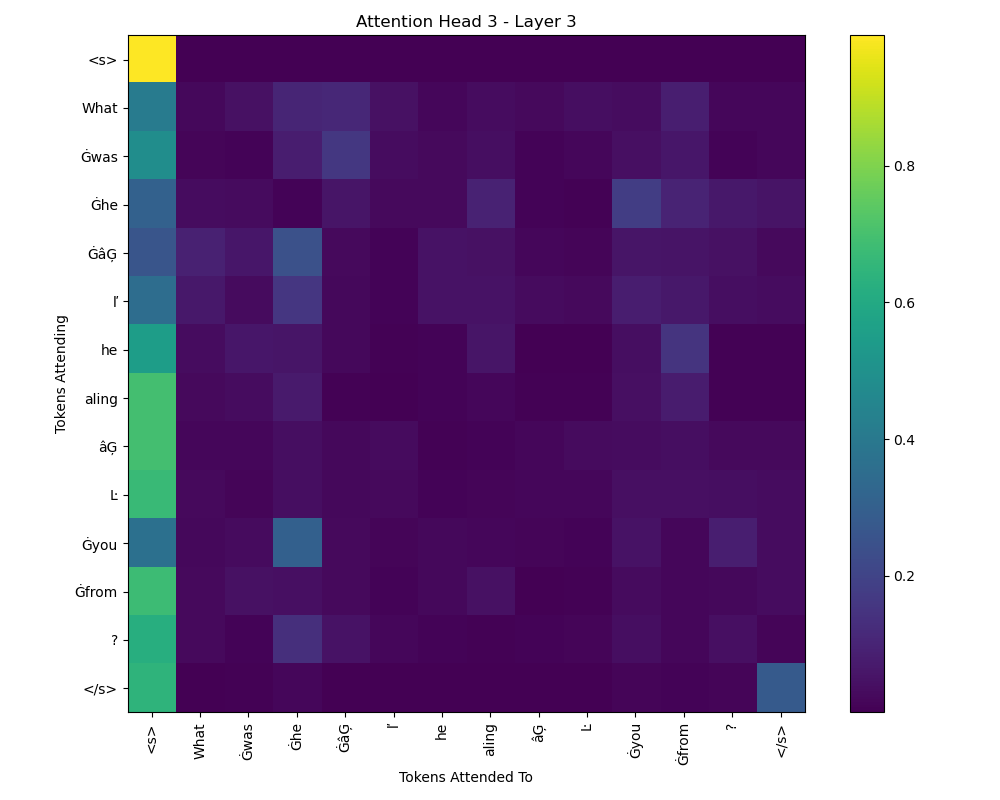 Attention Head 3 - Layer 3
Tokens Attending
<s>
What
Ġwas
Ġhe
ĠâĢ
ľ
he
aling
âĢ
Ŀ
Ġyou
Ġfrom
?
</s>
<s>
What
Ġwas
Ġhe
ĠâĢ
ľ
he
aling
âĢ
Ŀ
Ġyou
Ġfrom
?
</s>
Tokens Attended To
0.8
0.6
0.4
0.2